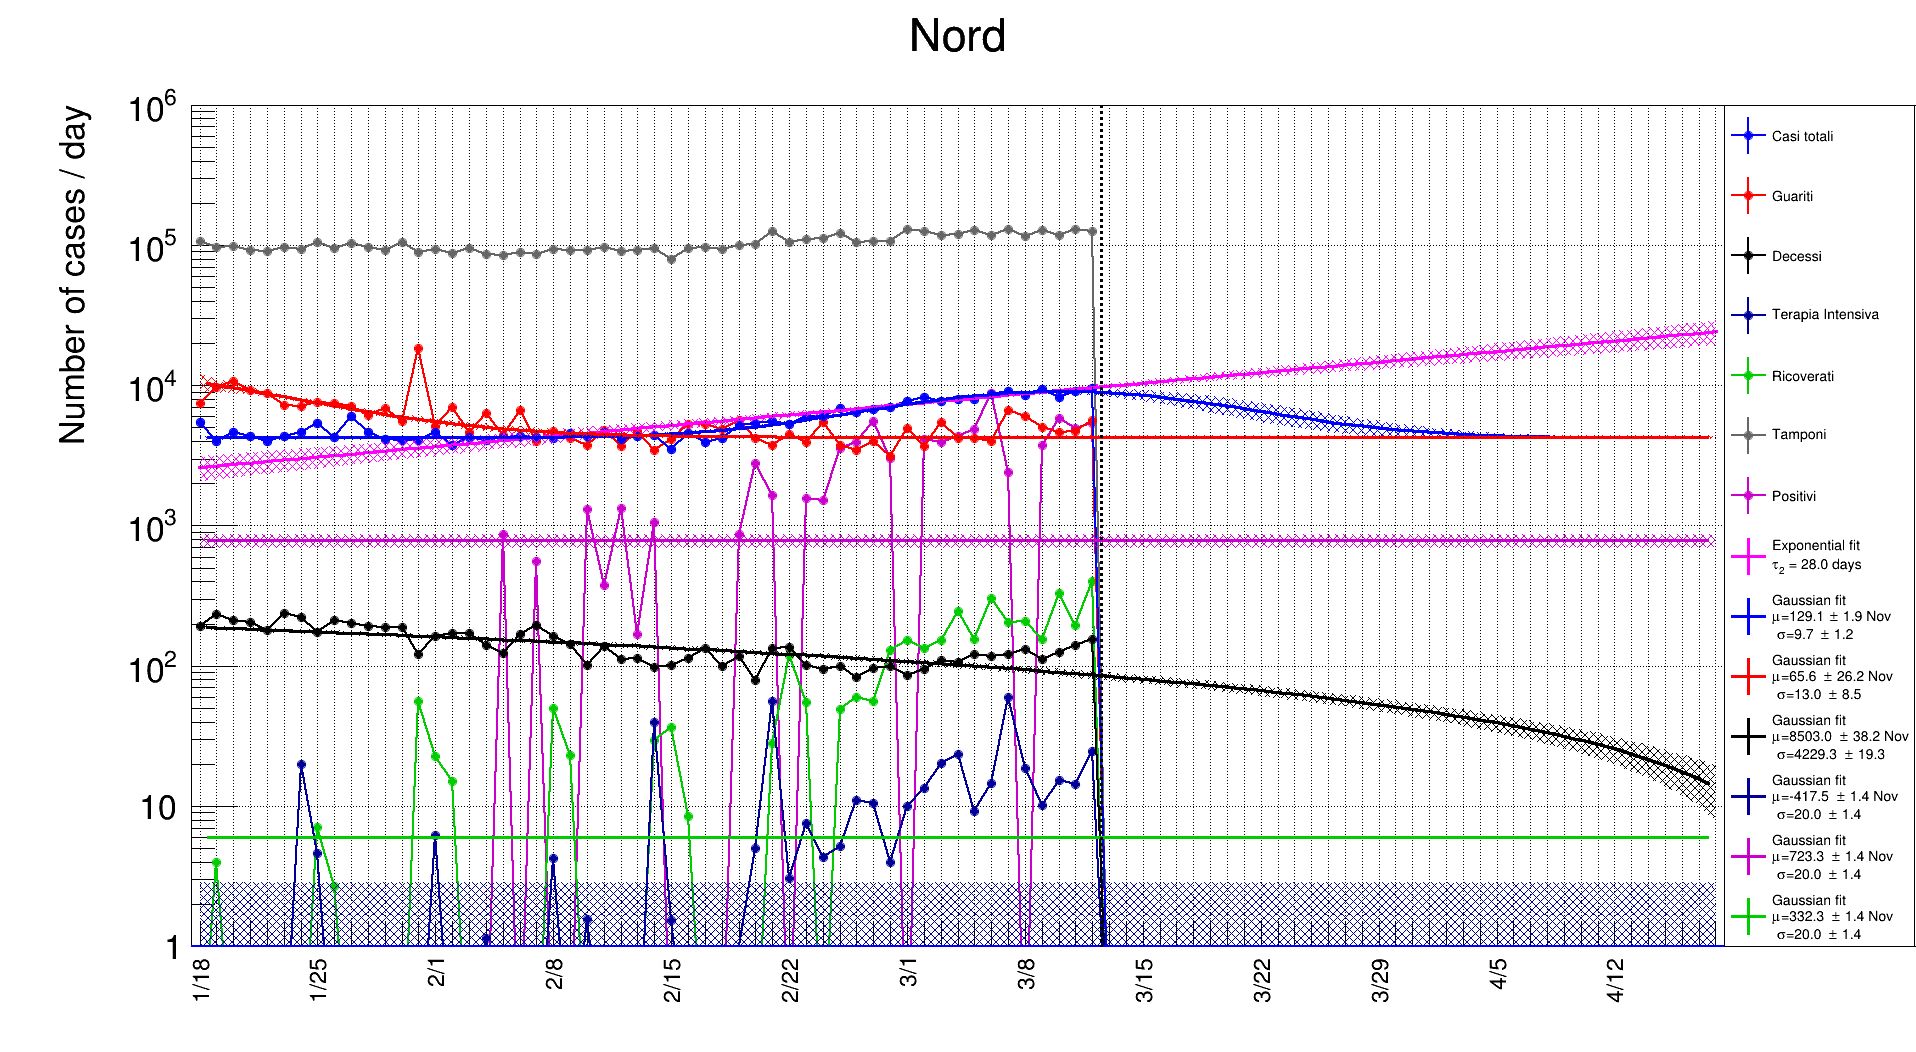 Nord
Number of cases / day
10^6
10^5
10^4
10^3
10^2
10
1
1/18
1/25
2/1
2/8
2/15
2/22
3/1
3/8
3/15
3/22
3/29
4/5
4/12
Casi totali
Guariti
Decessi
Terapia Intensiva
Ricoverati
Tamponi
Positivi
Exponential fit
τ₂ = 28.0 days
Gaussian fit
μ=129.1 ± 1.9 Nov
σ=9.7 ± 1.2
Gaussian fit
μ=65.6 ± 26.2 Nov
σ=13.0 ± 8.5
Gaussian fit
μ=8503.0 ± 38.2 Nov
σ=4229.3 ± 19.3
Gaussian fit
μ=-417.5 ± 1.4 Nov
σ=20.0 ± 1.4
Gaussian fit
μ=723.3 ± 1.4 Nov
σ=20.0 ± 1.4
Gaussian fit
μ=332.3 ± 1.4 Nov
σ=20.0 ± 1.4